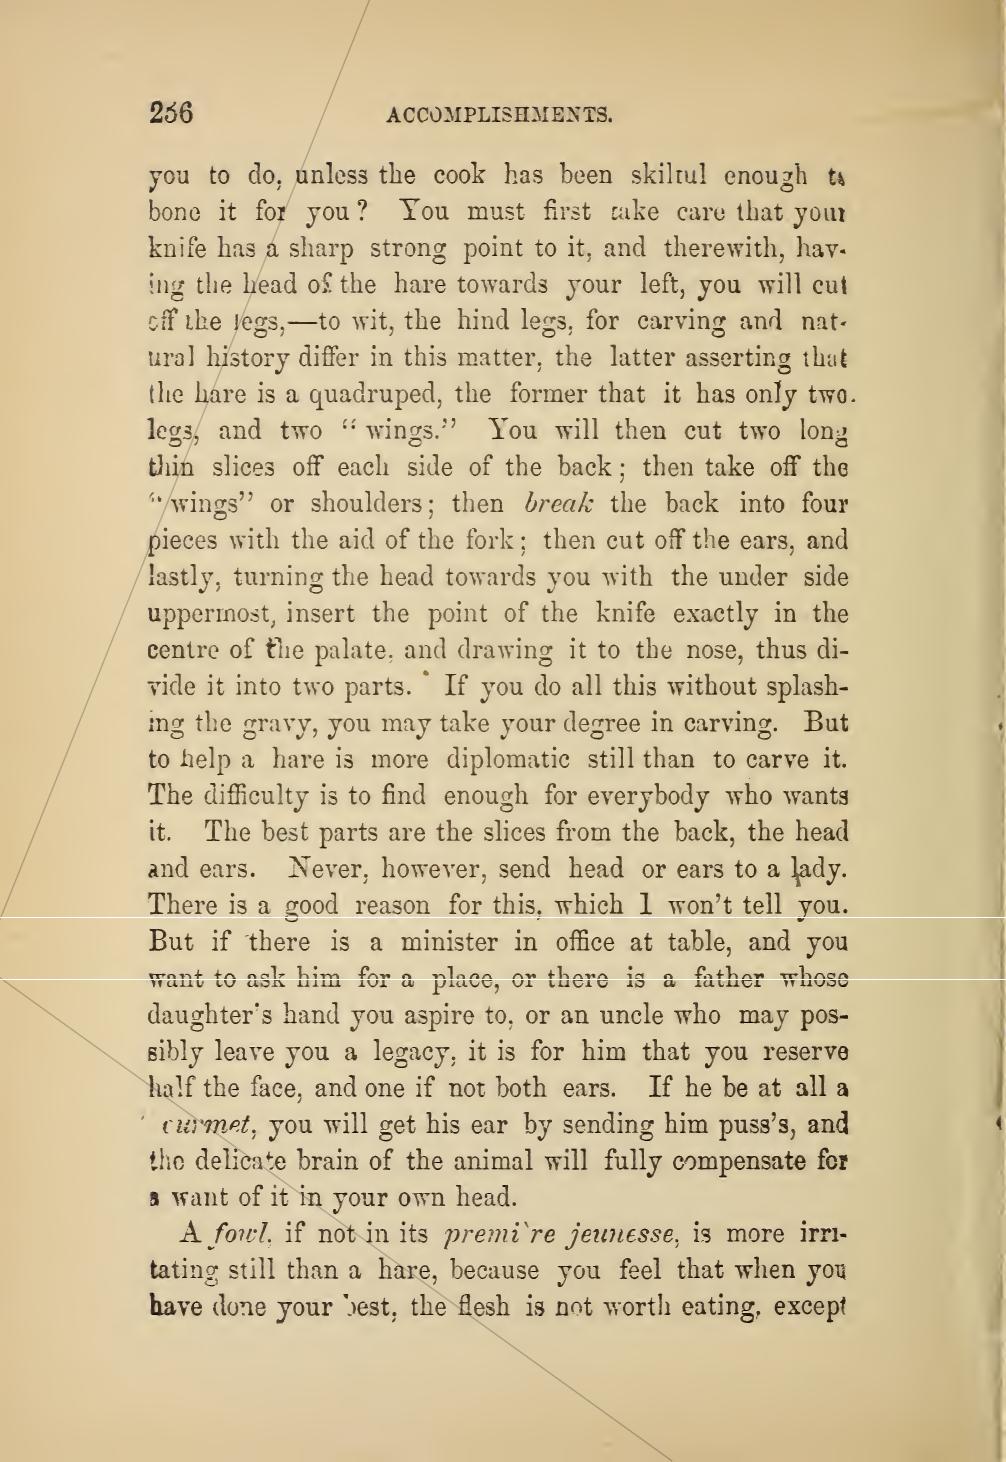 256 ACCOMPLISHMENTS.
you to do, unless the cook has been skilful enough to
bone it for you? You must first take care that your
knife has a sharp strong point to it, and therewith, hav-
ing the head of the hare towards your left, you will cut
off the legs,—to wit, the hind legs, for carving and nat-
ural history differ in this matter, the latter asserting that
the hare is a quadruped, the former that it has only two
legs, and two “wings.” You will then cut two long
thin slices off each side of the back; then take off the
“wings” or shoulders; then break the back into four
pieces with the aid of the fork; then cut off the ears, and
lastly, turning the head towards you with the under side
uppermost, insert the point of the knife exactly in the
centre of the palate, and drawing it to the nose, thus di-
vide it into two parts. If you do all this without splash-
ing the gravy, you may take your degree in carving. But
to help a hare is more diplomatic still than to carve it.
The difficulty is to find enough for everybody who wants
it. The best parts are the slices from the back, the head
and ears. Never, however, send head or ears to a lady.
There is a good reason for this, which I won’t tell you.
But if there is a minister in office at table, and you
want to ask him for a place, or there is a father whose
daughter’s hand you aspire to, or an uncle who may pos-
sibly leave you a legacy, it is for him that you reserve
half the face, and one if not both ears. If he be at all a
curmet, you will get his ear by sending him puss’s, and
the delicate brain of the animal will fully compensate for
a want of it in your own head.
A fowl, if not in its premi're jeunesse, is more irri-
tating still than a hare, because you feel that when you
have done your best, the flesh is not worth eating, except